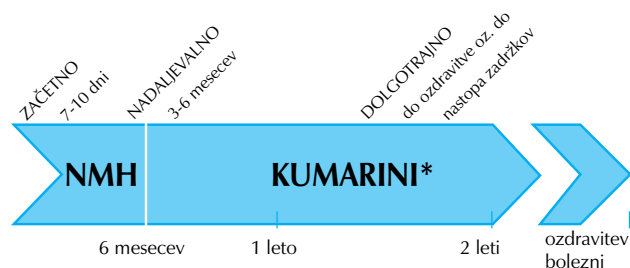 ZAČETNO
7-10 dni
NADALJEVALNO
3-6 mesecev
DOLGOTRAJNO
do ozdravitve oz. do
nastopa zadržkov
NMH
KUMARINI*
6 mesecev
1 leto
2 leti
ozdravitev
bolezni